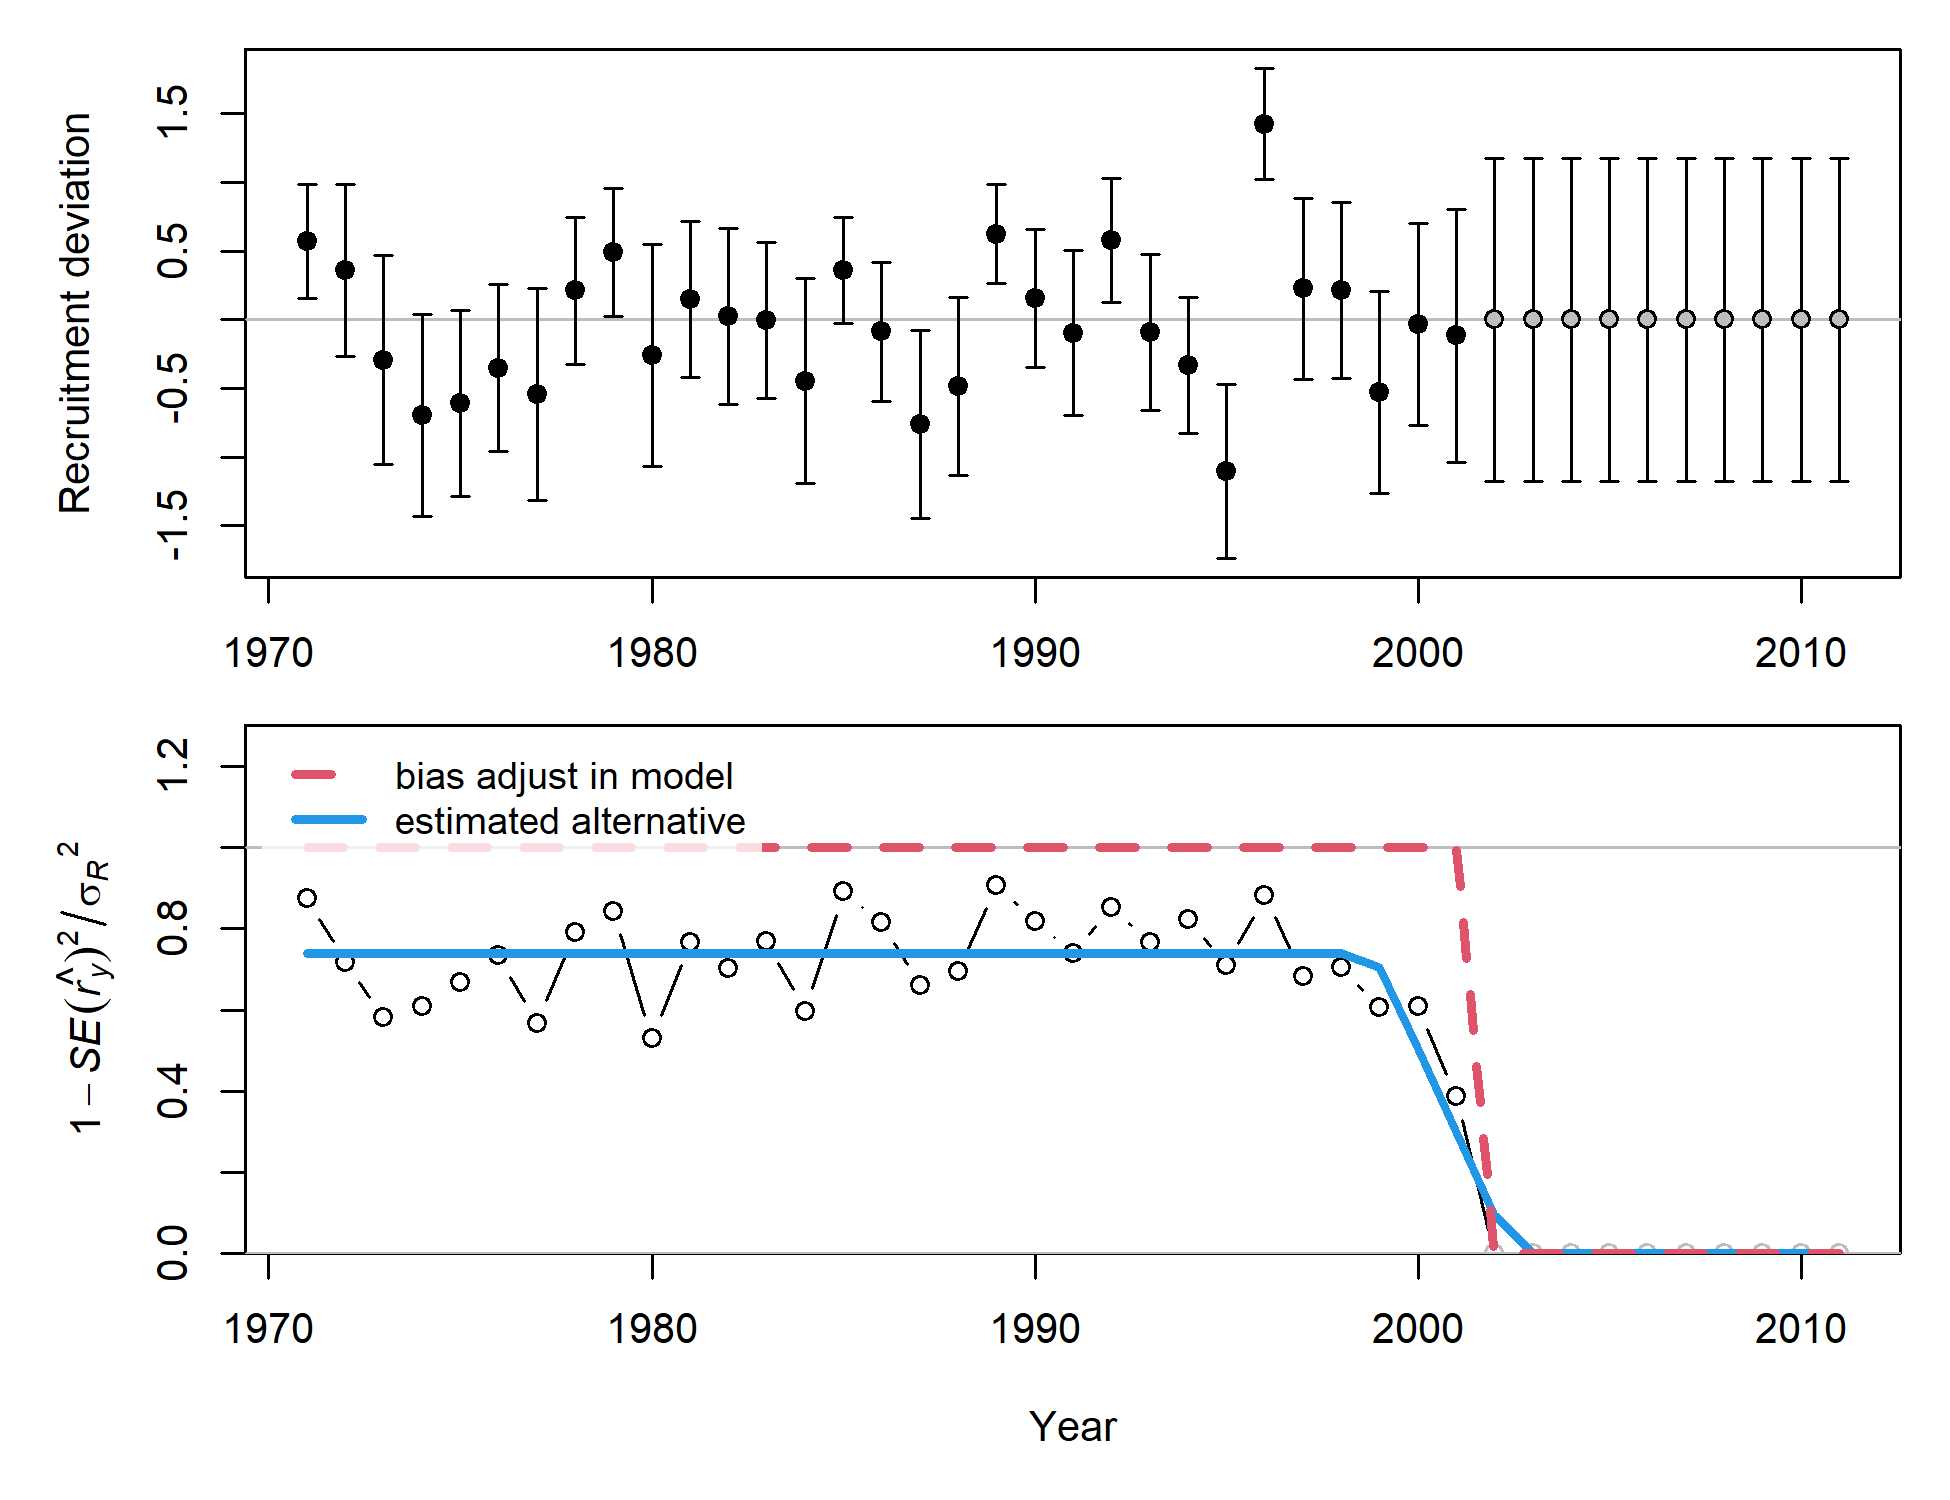 Recruitment deviation
1.5
0.5
-0.5
-1.5
1970 1980 1990 2000 2010
bias adjust in model
estimated alternative
1 − SE(r̂y)² / σR²
1.2
0.8
0.4
0.0
1970 1980 1990 2000 2010
Year